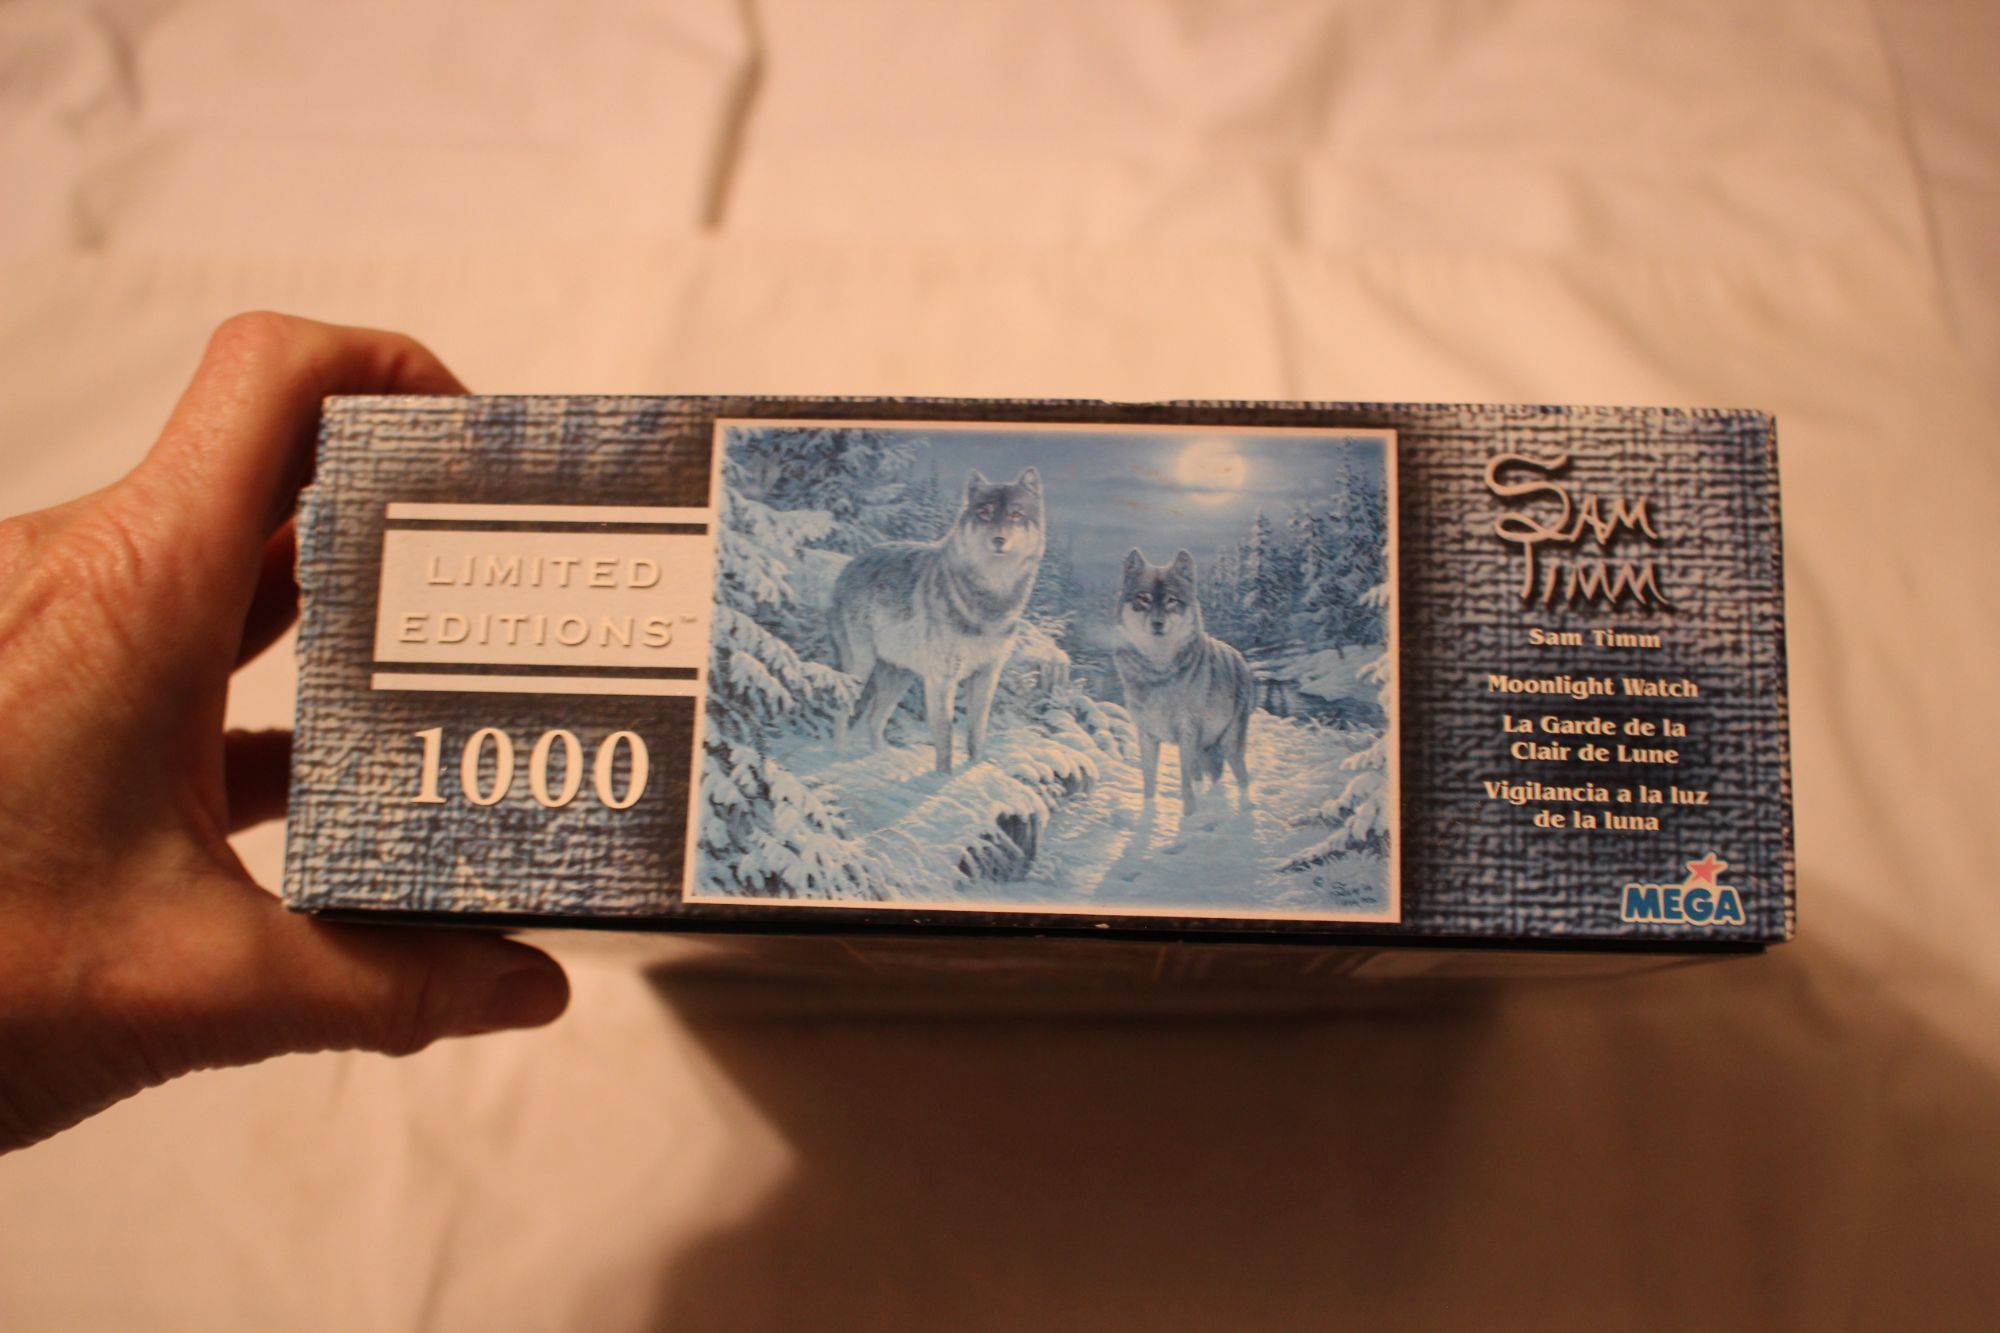 LIMITED
EDITIONS™
1000
SAM
TIMM
Sam Timm
Moonlight Watch
La Garde de la
Clair de Lune
Vigilancia a la luz
de la luna
MEGA